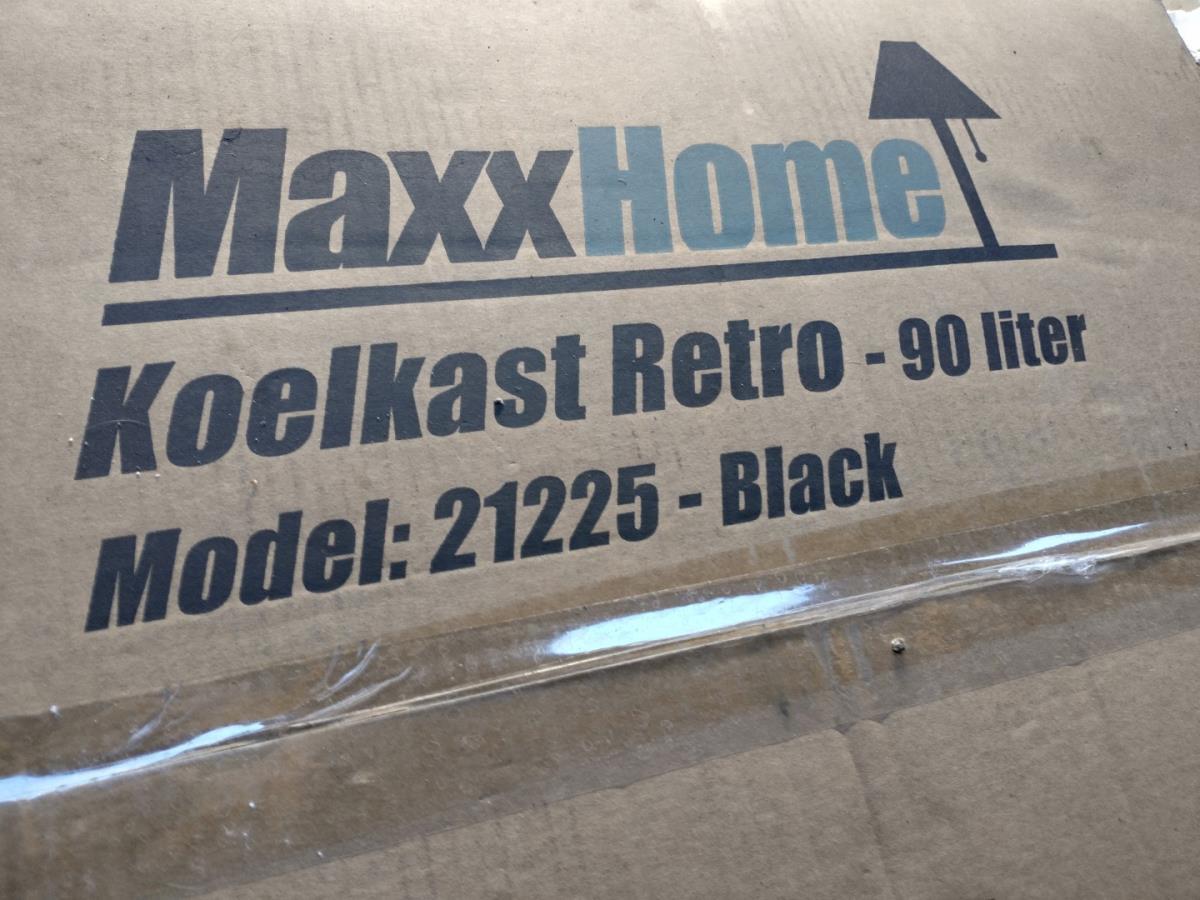 MaxxHome
Koelkast Retro - 90 liter
Model: 21225 - Black